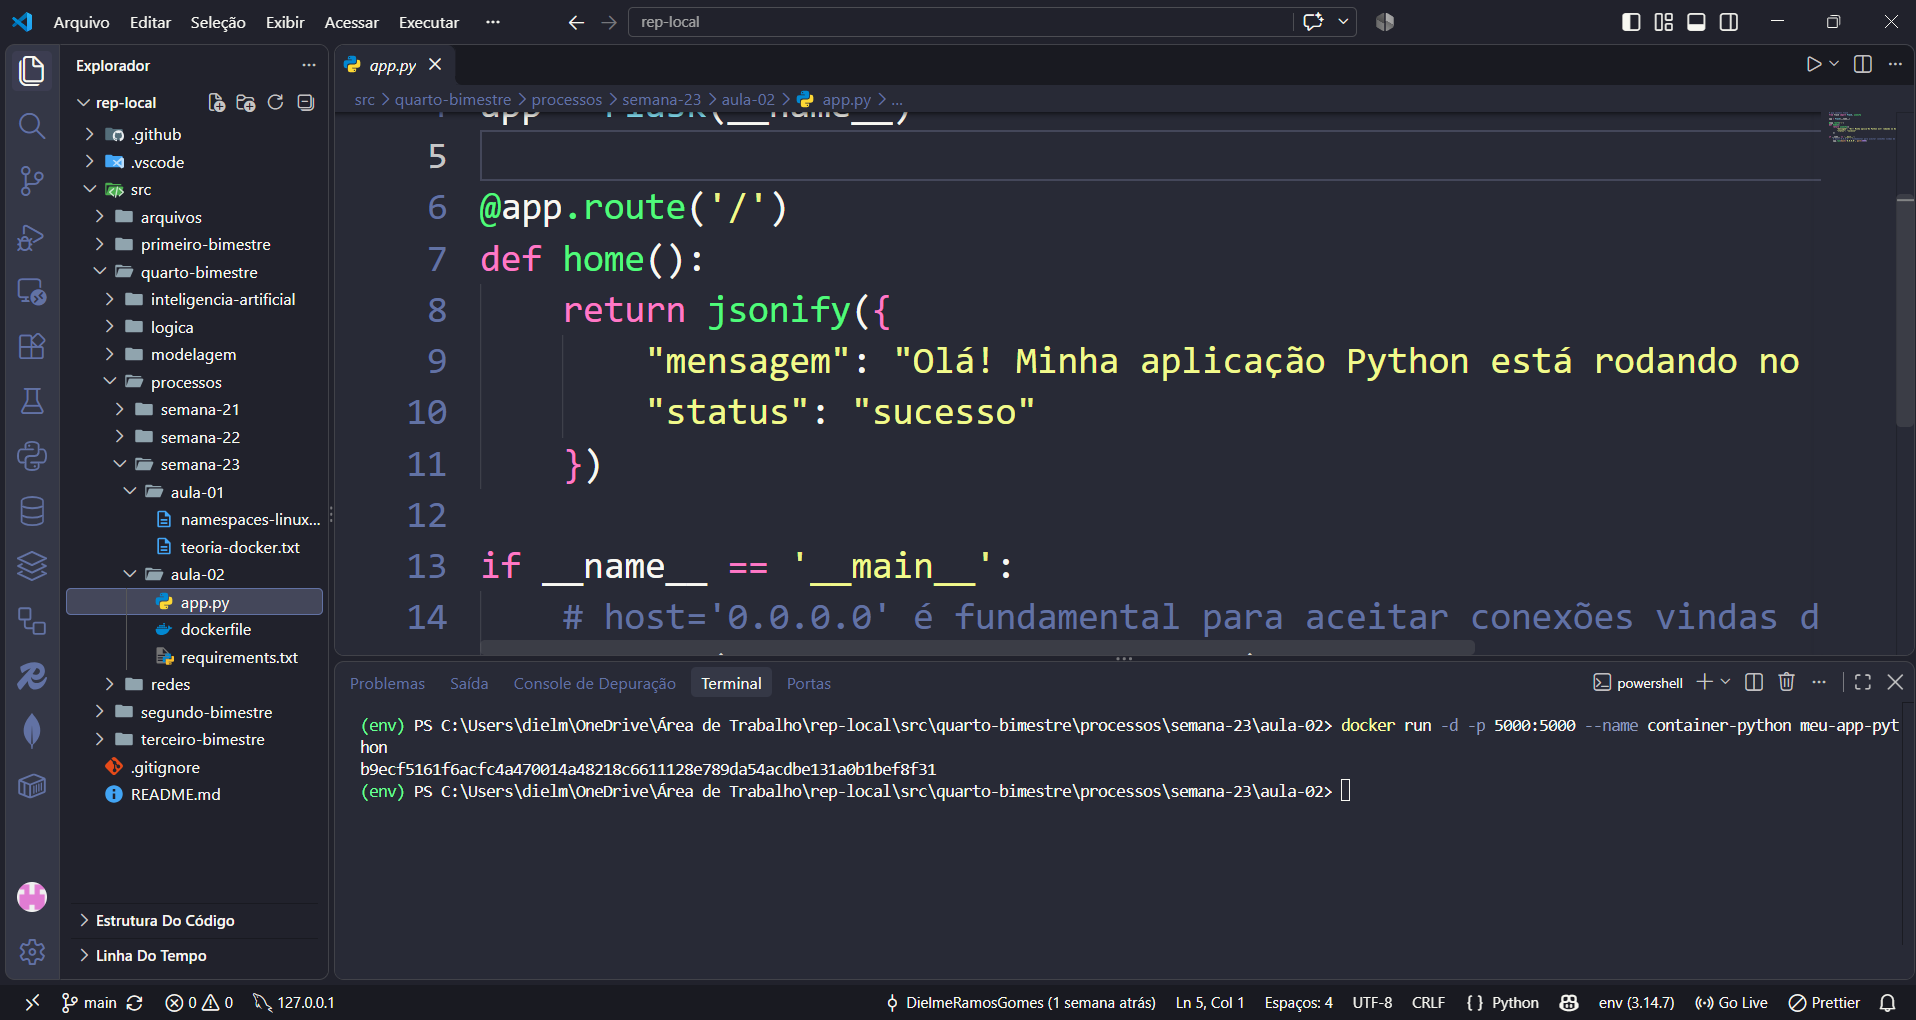 Arquivo Editar Seleção Exibir Acessar Executar ··· rep-local
Explorador ···
rep-local
.github
.vscode
src
arquivos
primeiro-bimestre
quarto-bimestre
inteligencia-artificial
logica
modelagem
processos
semana-21
semana-22
semana-23
aula-01
namespaces-linux...
teoria-docker.txt
aula-02
app.py
dockerfile
requirements.txt
redes
segundo-bimestre
terceiro-bimestre
.gitignore
README.md
Estrutura Do Código
Linha Do Tempo
app.py
src > quarto-bimestre > processos > semana-23 > aula-02 > app.py > ...
4 app = Flask(__name__)
5
6 @app.route('/')
7 def home():
8 return jsonify({
9 "mensagem": "Olá! Minha aplicação Python está rodando no
10 "status": "sucesso"
11 })
12
13 if __name__ == '__main__':
14 # host='0.0.0.0' é fundamental para aceitar conexões vindas d
Problemas Saída Console de Depuração Terminal Portas powershell
(env) PS C:\Users\dielm\OneDrive\Área de Trabalho\rep-local\src\quarto-bimestre\processos\semana-23\aula-02> docker run -d -p 5000:5000 --name container-python meu-app-pyt
hon
b9ecf5161f6acfc4a470014a48218c6611128e789da54acdbe131a0b1bef8f31
(env) PS C:\Users\dielm\OneDrive\Área de Trabalho\rep-local\src\quarto-bimestre\processos\semana-23\aula-02>
main 0 0 127.0.0.1 DielmeRamosGomes (1 semana atrás) Ln 5, Col 1 Espaços: 4 UTF-8 CRLF {} Python env (3.14.7) Go Live Prettier